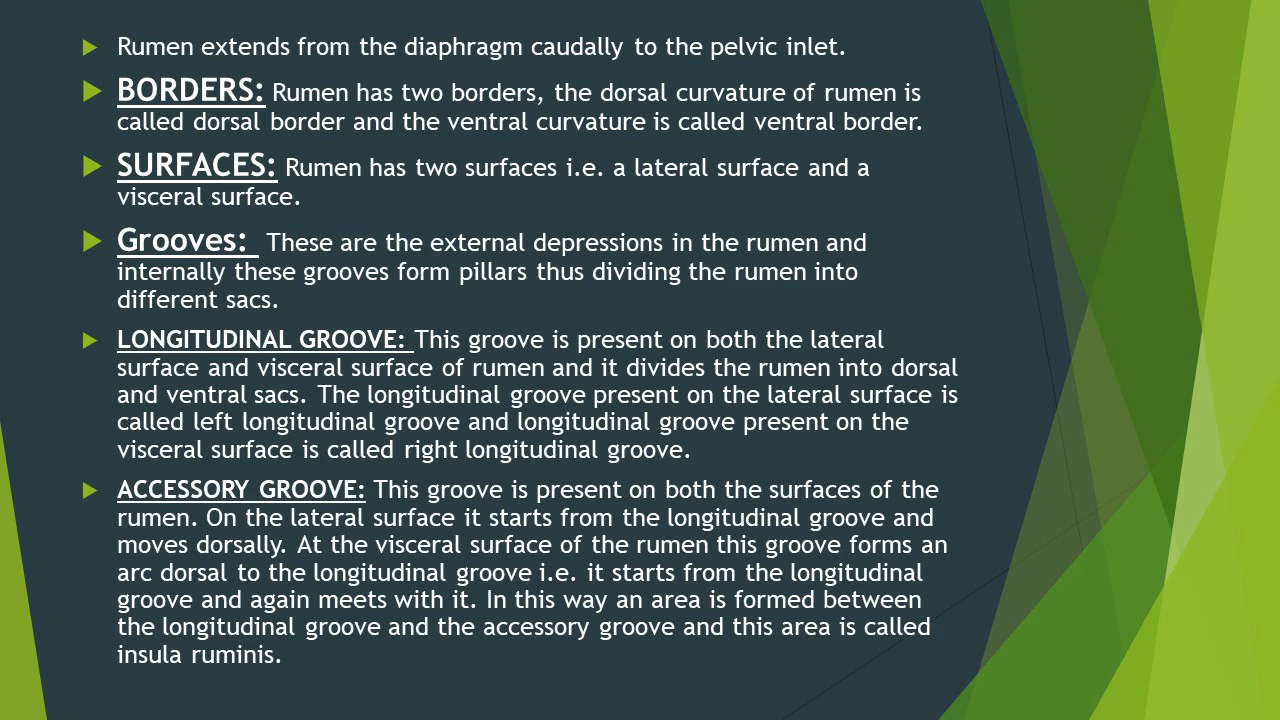 Rumen extends from the diaphragm caudally to the pelvic inlet.
BORDERS: Rumen has two borders, the dorsal curvature of rumen is
called dorsal border and the ventral curvature is called ventral border.
SURFACES: Rumen has two surfaces i.e. a lateral surface and a
visceral surface.
Grooves: These are the external depressions in the rumen and
internally these grooves form pillars thus dividing the rumen into
different sacs.
LONGITUDINAL GROOVE: This groove is present on both the lateral
surface and visceral surface of rumen and it divides the rumen into dorsal
and ventral sacs. The longitudinal groove present on the lateral surface is
called left longitudinal groove and longitudinal groove present on the
visceral surface is called right longitudinal groove.
ACCESSORY GROOVE: This groove is present on both the surfaces of the
rumen. On the lateral surface it starts from the longitudinal groove and
moves dorsally. At the visceral surface of the rumen this groove forms an
arc dorsal to the longitudinal groove i.e. it starts from the longitudinal
groove and again meets with it. In this way an area is formed between
the longitudinal groove and the accessory groove and this area is called
insula ruminis.